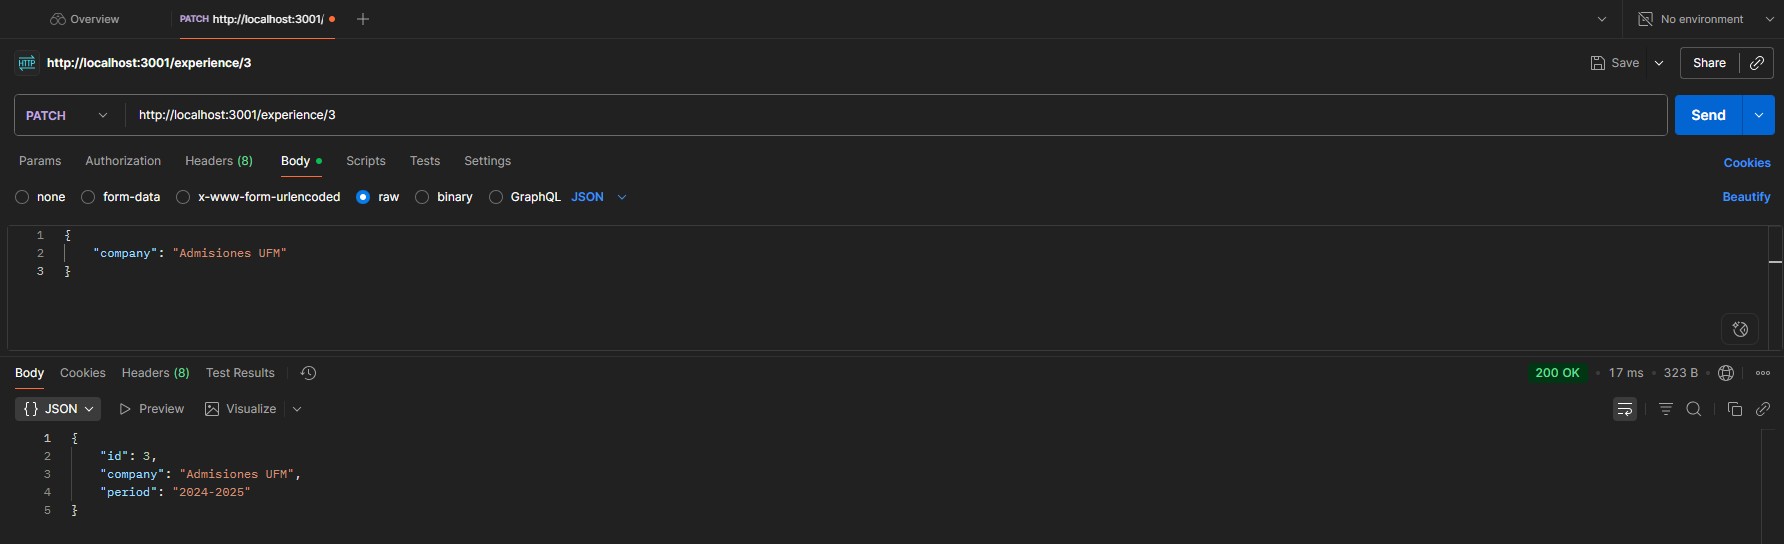 Overview
PATCH http://localhost:3001/
No environment
HTTP http://localhost:3001/experience/3
Save
Share
PATCH http://localhost:3001/experience/3
Send
Params Authorization Headers (8) Body Scripts Tests Settings
Cookies
none form-data x-www-form-urlencoded raw binary GraphQL JSON
Beautify
1 {
2 "company": "Admisiones UFM"
3 }
Body Cookies Headers (8) Test Results
200 OK • 17 ms • 323 B
{} JSON Preview Visualize
1 {
2 "id": 3,
3 "company": "Admisiones UFM",
4 "period": "2024-2025"
5 }